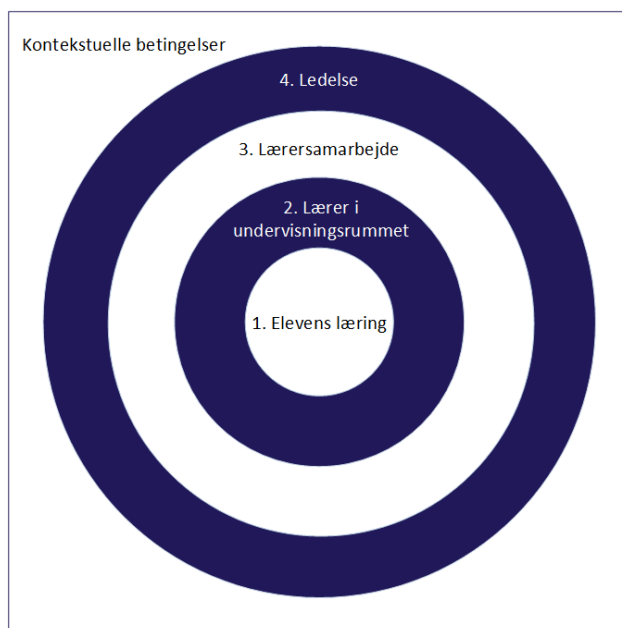 Kontekstuelle betingelser
4. Ledelse
3. Lærersamarbejde
2. Lærer i
undervisningsrummet
1. Elevens læring